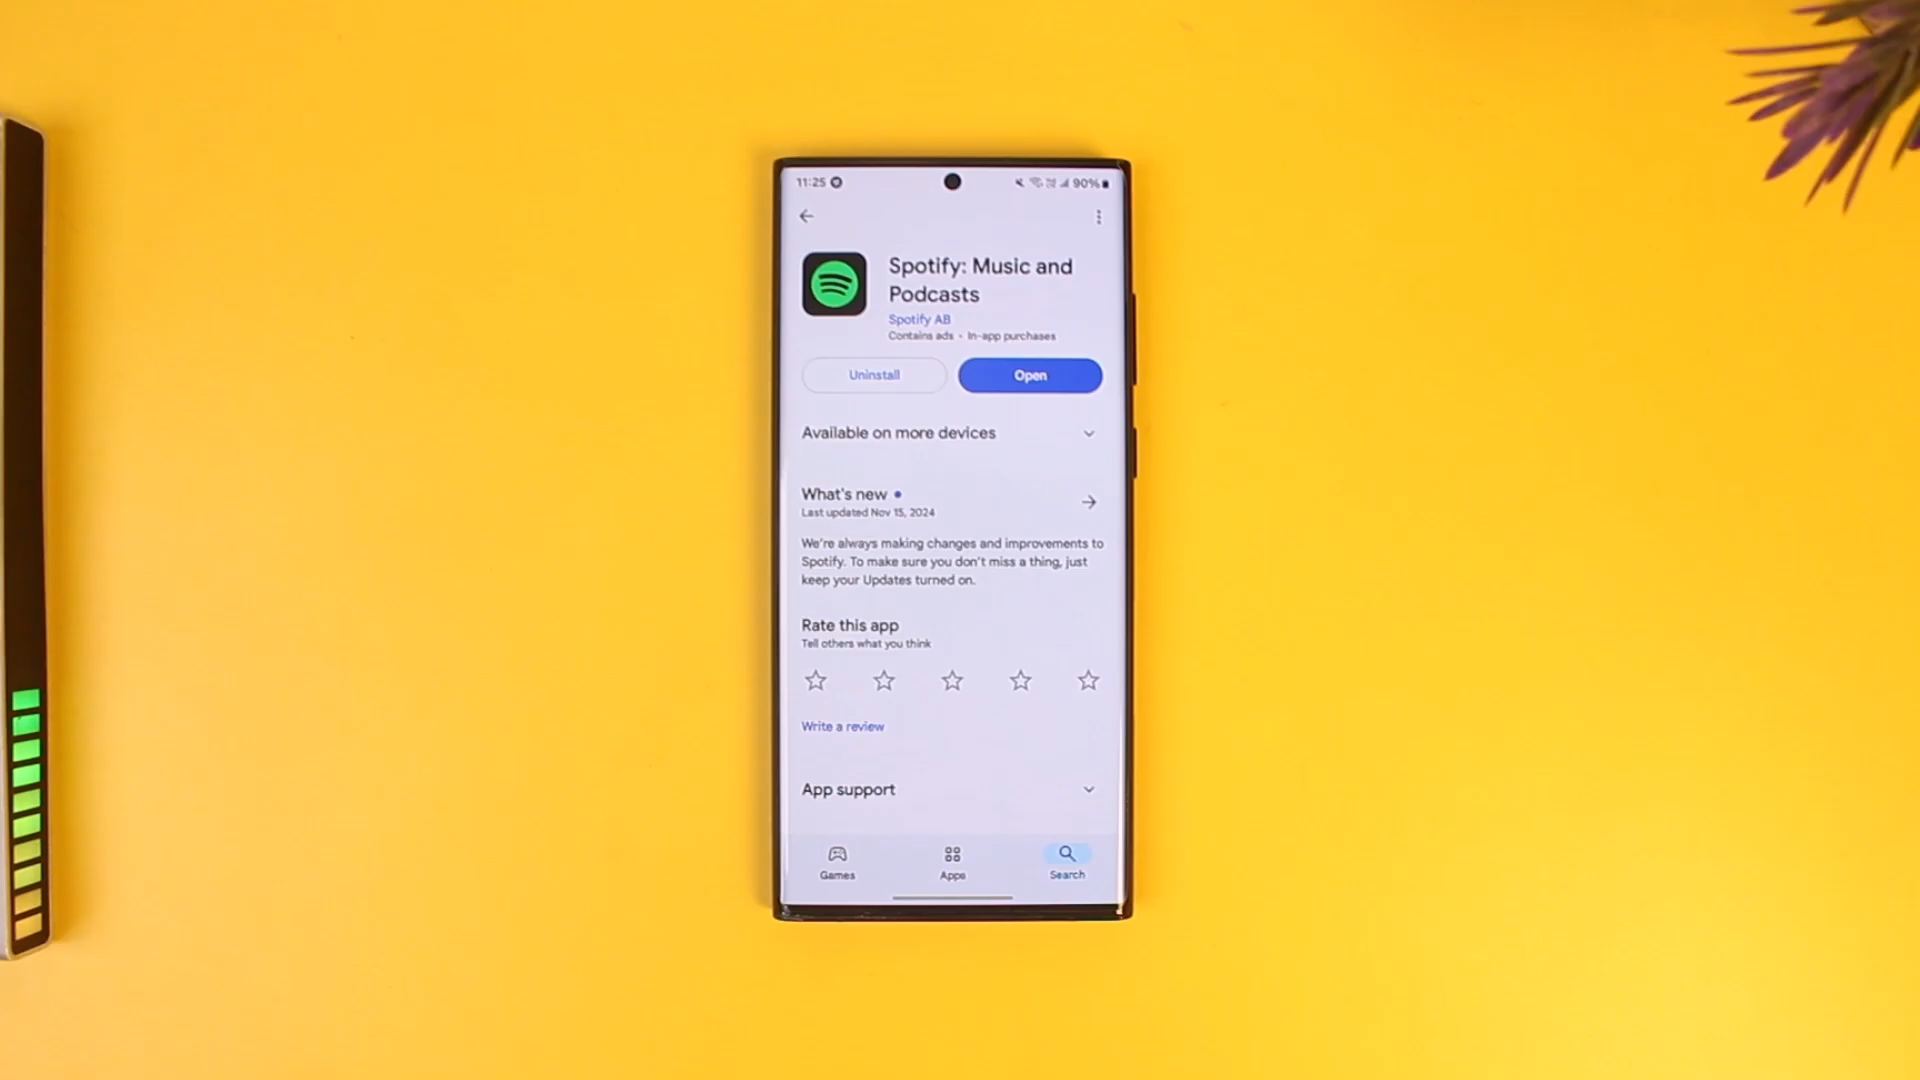 11:25
90%
Spotify: Music and
Podcasts
Spotify AB
Contains ads • In-app purchases
Uninstall
Open
Available on more devices
What's new
Last updated Nov 15, 2024
We're always making changes and improvements to
Spotify. To make sure you don't miss a thing, just
keep your Updates turned on.
Rate this app
Tell others what you think
Write a review
App support
Games
Apps
Search